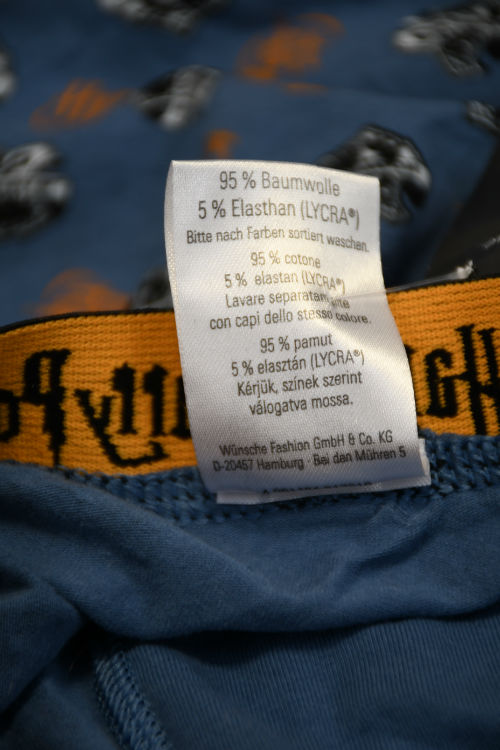 95 % Baumwolle
5 % Elasthan (LYCRA®)
Bitte nach Farben sortiert waschen.
95 % cotone
5 % elastan (LYCRA®)
Lavare separatamente
con capi dello stesso colore.
95 % pamut
5 % elasztán (LYCRA®)
Kérjük, színek szerint
válogatva mossa.
Wünsche Fashion GmbH & Co. KG
D-20457 Hamburg · Bei den Mühren 5